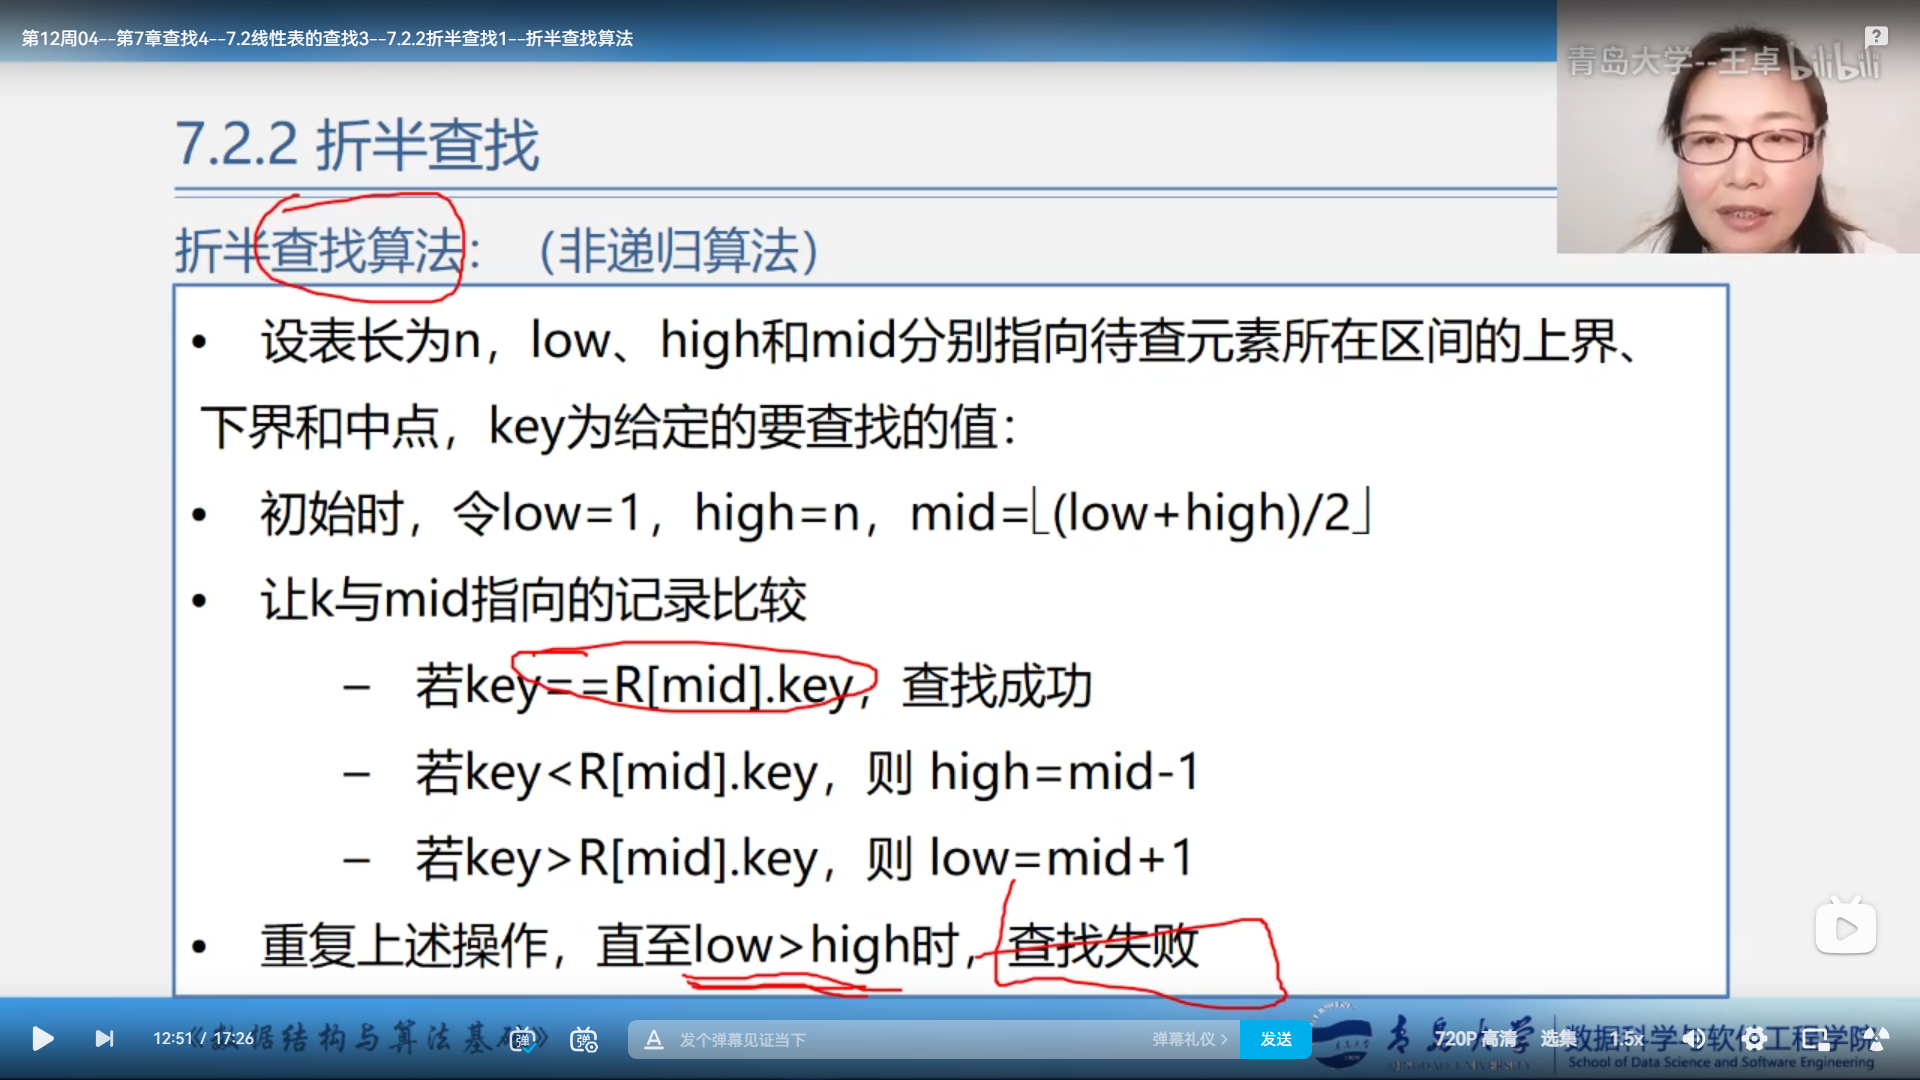 第12周04--第7章查找4--7.2线性表的查找3--7.2.2折半查找1--折半查找算法
青岛大学--王卓 bilibili
7.2.2 折半查找
折半查找算法：（非递归算法）
• 设表长为n，low、high和mid分别指向待查元素所在区间的上界、
下界和中点，key为给定的要查找的值：
• 初始时，令low=1，high=n，mid=⌊(low+high)/2⌋
• 让k与mid指向的记录比较
– 若key==R[mid].key，查找成功
– 若key<R[mid].key，则 high=mid-1
– 若key>R[mid].key，则 low=mid+1
• 重复上述操作，直至low>high时，查找失败
《数据结构与算法基础》
12:51 / 17:26
弹 弹
A 发个弹幕见证当下 弹幕礼仪 > 发送
青岛大学
QINGDAO UNIVERSITY
720P 高清 选集 1.5x
数据科学与软件工程学院
School of Data Science and Software Engineering